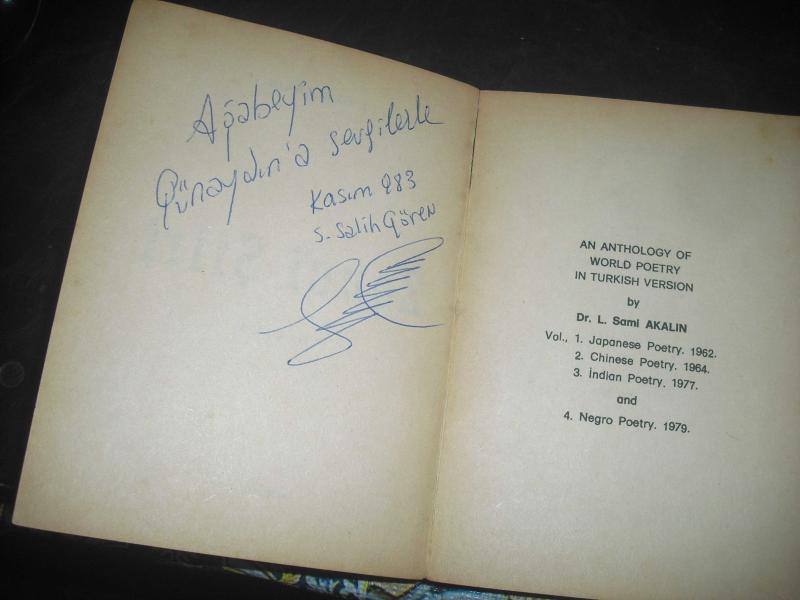 Ağabeyim
Günaydın'a sevgilerle
Kasım 983
S. Salih Gören
AN ANTHOLOGY OF
WORLD POETRY
IN TURKISH VERSION
by
Dr. L. Sami AKALIN
Vol., 1. Japanese Poetry. 1962.
2. Chinese Poetry. 1964.
3. İndian Poetry. 1977.
and
4. Negro Poetry. 1979.